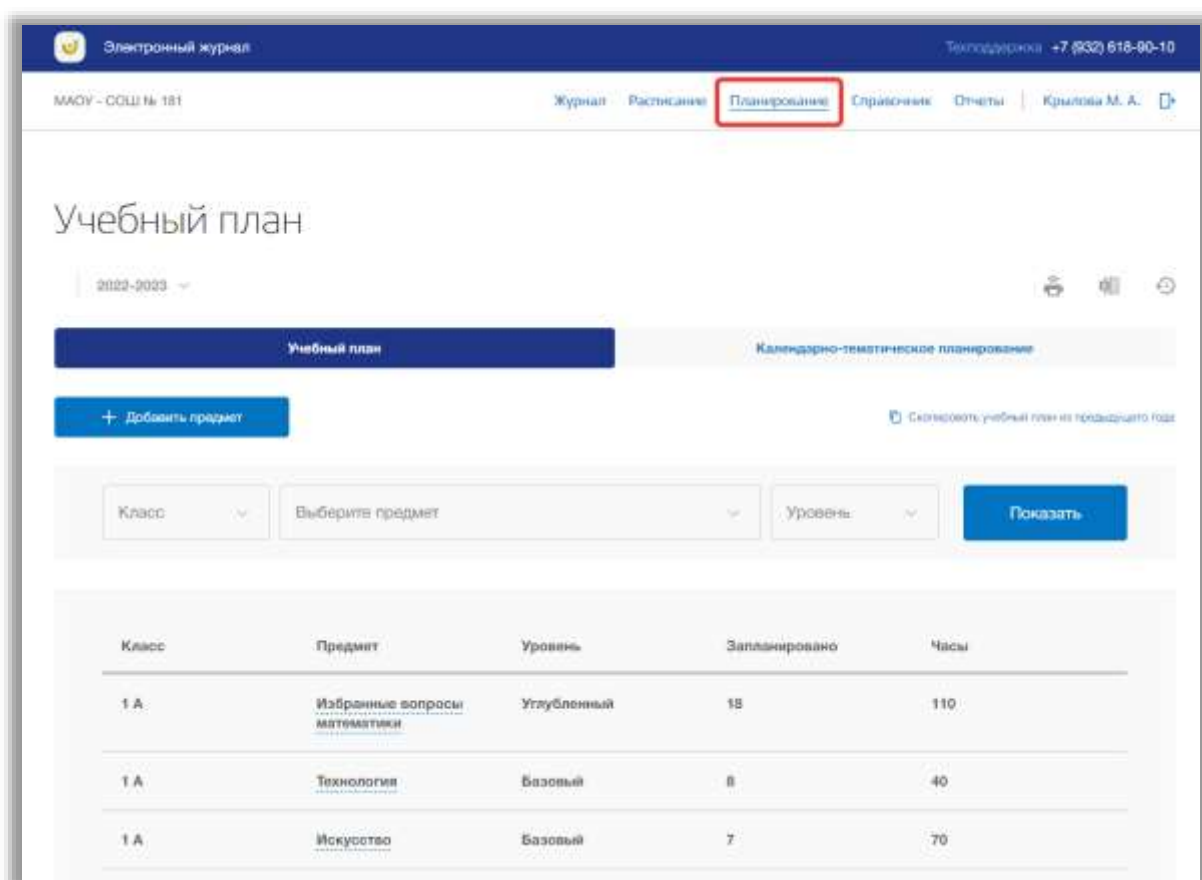 Электронный журнал
Техподдержка +7 (932) 618-90-10
МАОУ - СОШ № 181
Журнал Расписание Планирование Справочник Отчеты Крылова М. А.
Учебный план
2022-2023
Учебный план Календарно-тематическое планирование
+ Добавить предмет
Скопировать учебный план из предыдущего года
Класс Выберите предмет Уровень Показать
Класс Предмет Уровень Запланировано Часы
1 А Избранные вопросы Углубленный 18 110
математики
1 А Технология Базовый 8 40
1 А Искусство Базовый 7 70